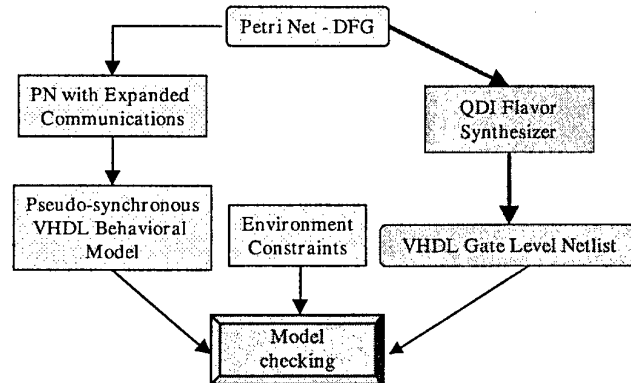 Petri Net - DFG
PN with Expanded
Communications
QDI Flavor
Synthesizer
Pseudo-synchronous
VHDL Behavioral
Model
Environment
Constraints
VHDL Gate Level Netlist
Model
checking